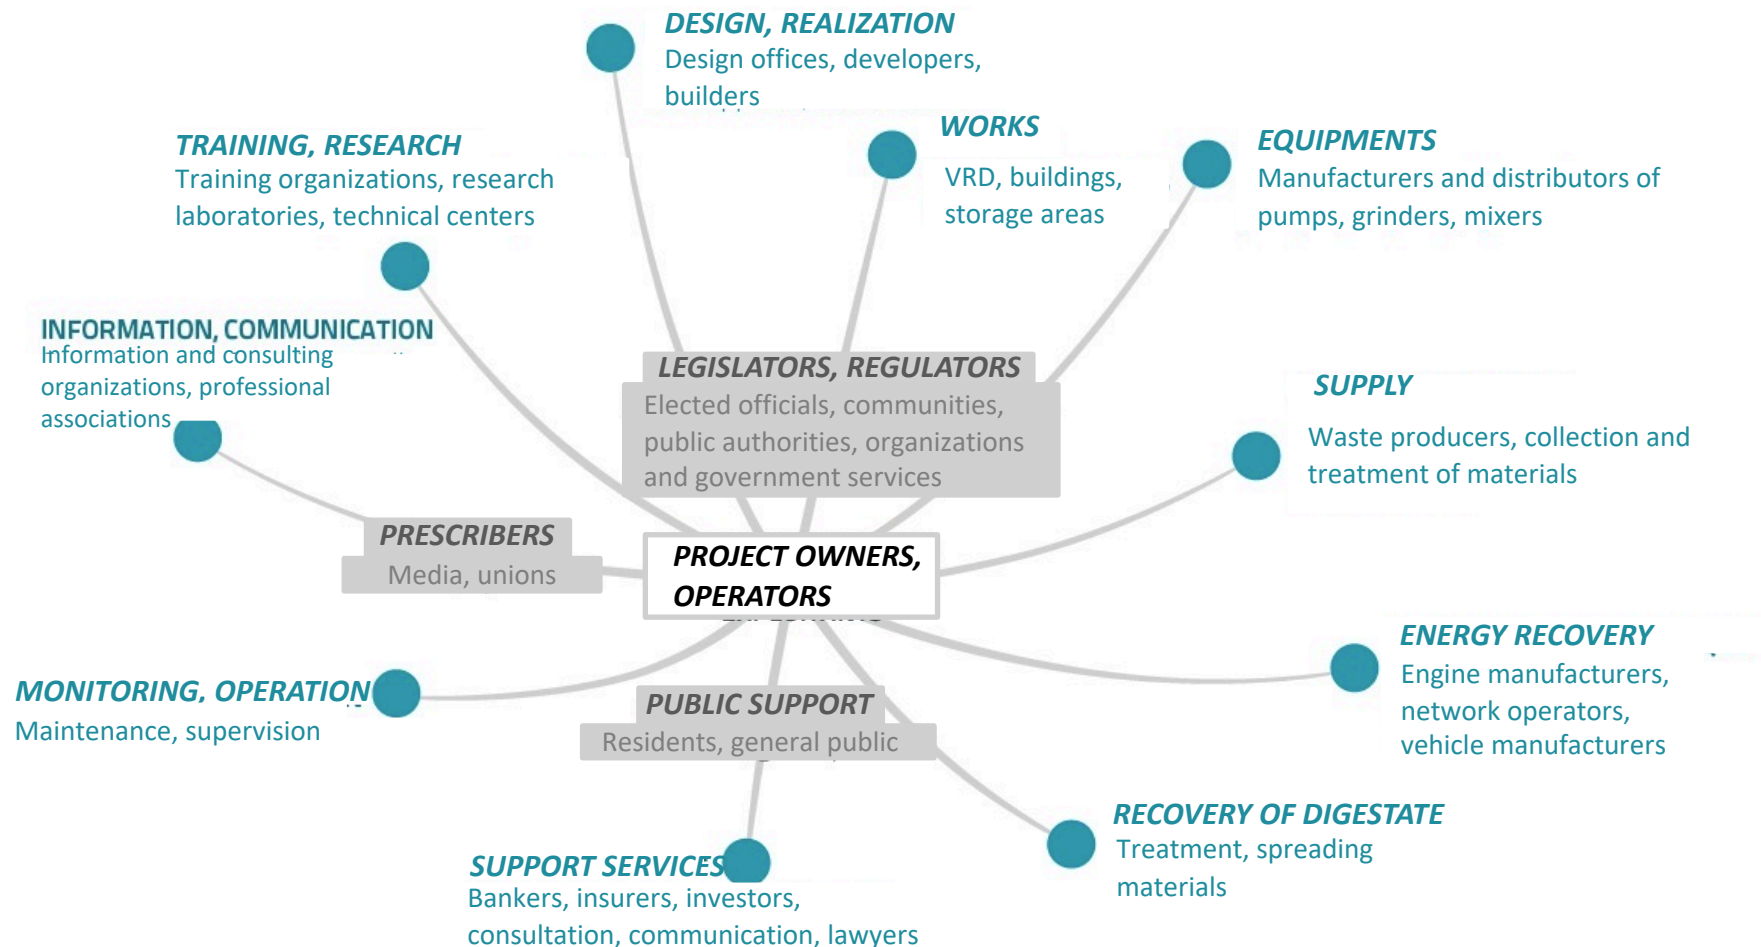 DESIGN, REALIZATION
Design offices, developers,
builders
WORKS
VRD, buildings,
storage areas
EQUIPMENTS
Manufacturers and distributors of
pumps, grinders, mixers
TRAINING, RESEARCH
Training organizations, research
laboratories, technical centers
INFORMATION, COMMUNICATION
Information and consulting
organizations, professional
associations
LEGISLATORS, REGULATORS
Elected officials, communities,
public authorities, organizations
and government services
SUPPLY
Waste producers, collection and
treatment of materials
PRESCRIBERS
Media, unions
PROJECT OWNERS,
OPERATORS
ENERGY RECOVERY
Engine manufacturers,
network operators,
vehicle manufacturers
MONITORING, OPERATION
Maintenance, supervision
PUBLIC SUPPORT
Residents, general public
RECOVERY OF DIGESTATE
Treatment, spreading
materials
SUPPORT SERVICES
Bankers, insurers, investors,
consultation, communication, lawyers